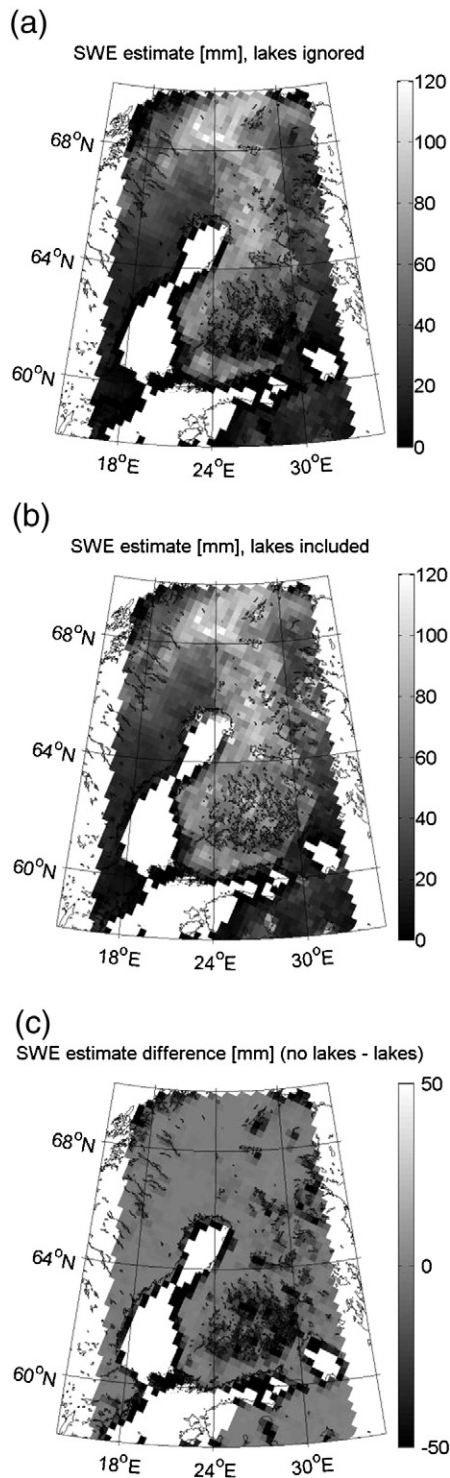 (a)
SWE estimate [mm], lakes ignored
68°N
64°N
60°N
18°E
24°E
30°E
120
100
80
60
40
20
0
(b)
SWE estimate [mm], lakes included
68°N
64°N
60°N
18°E
24°E
30°E
120
100
80
60
40
20
0
(c)
SWE estimate difference [mm] (no lakes - lakes)
68°N
64°N
60°N
18°E
24°E
30°E
50
0
-50